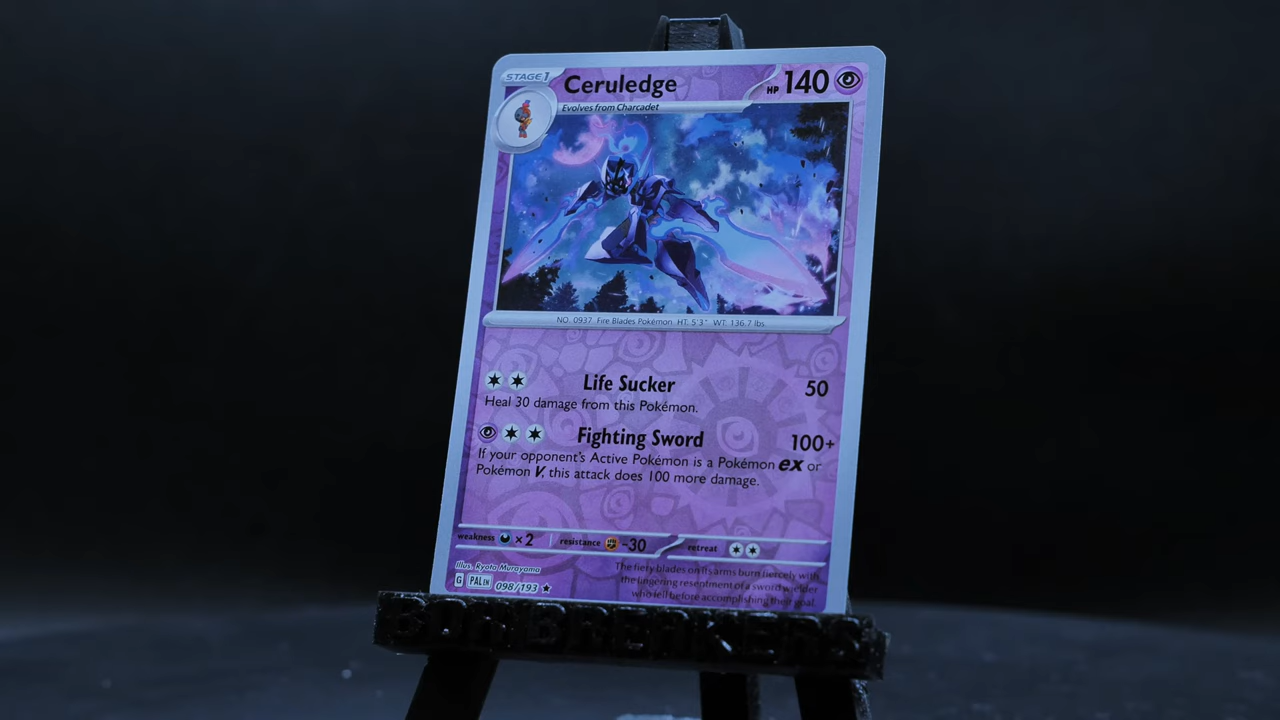 STAGE 1
Ceruledge
HP 140
Evolves from Charcadet
NO. 0937 Fire Blades Pokémon HT: 5'3" WT: 136.7 lbs.
Life Sucker 50
Heal 30 damage from this Pokémon.
Fighting Sword 100+
If your opponent's Active Pokémon is a Pokémon ex or
Pokémon V, this attack does 100 more damage.
weakness ×2 resistance -30 retreat
Illus. Ryota Murayama
G PAL EN 098/193 ★
The fiery blades on its arms burn fiercely with
the lingering resentment of a sword wielder
who fell before accomplishing their goal.
BREAKERS